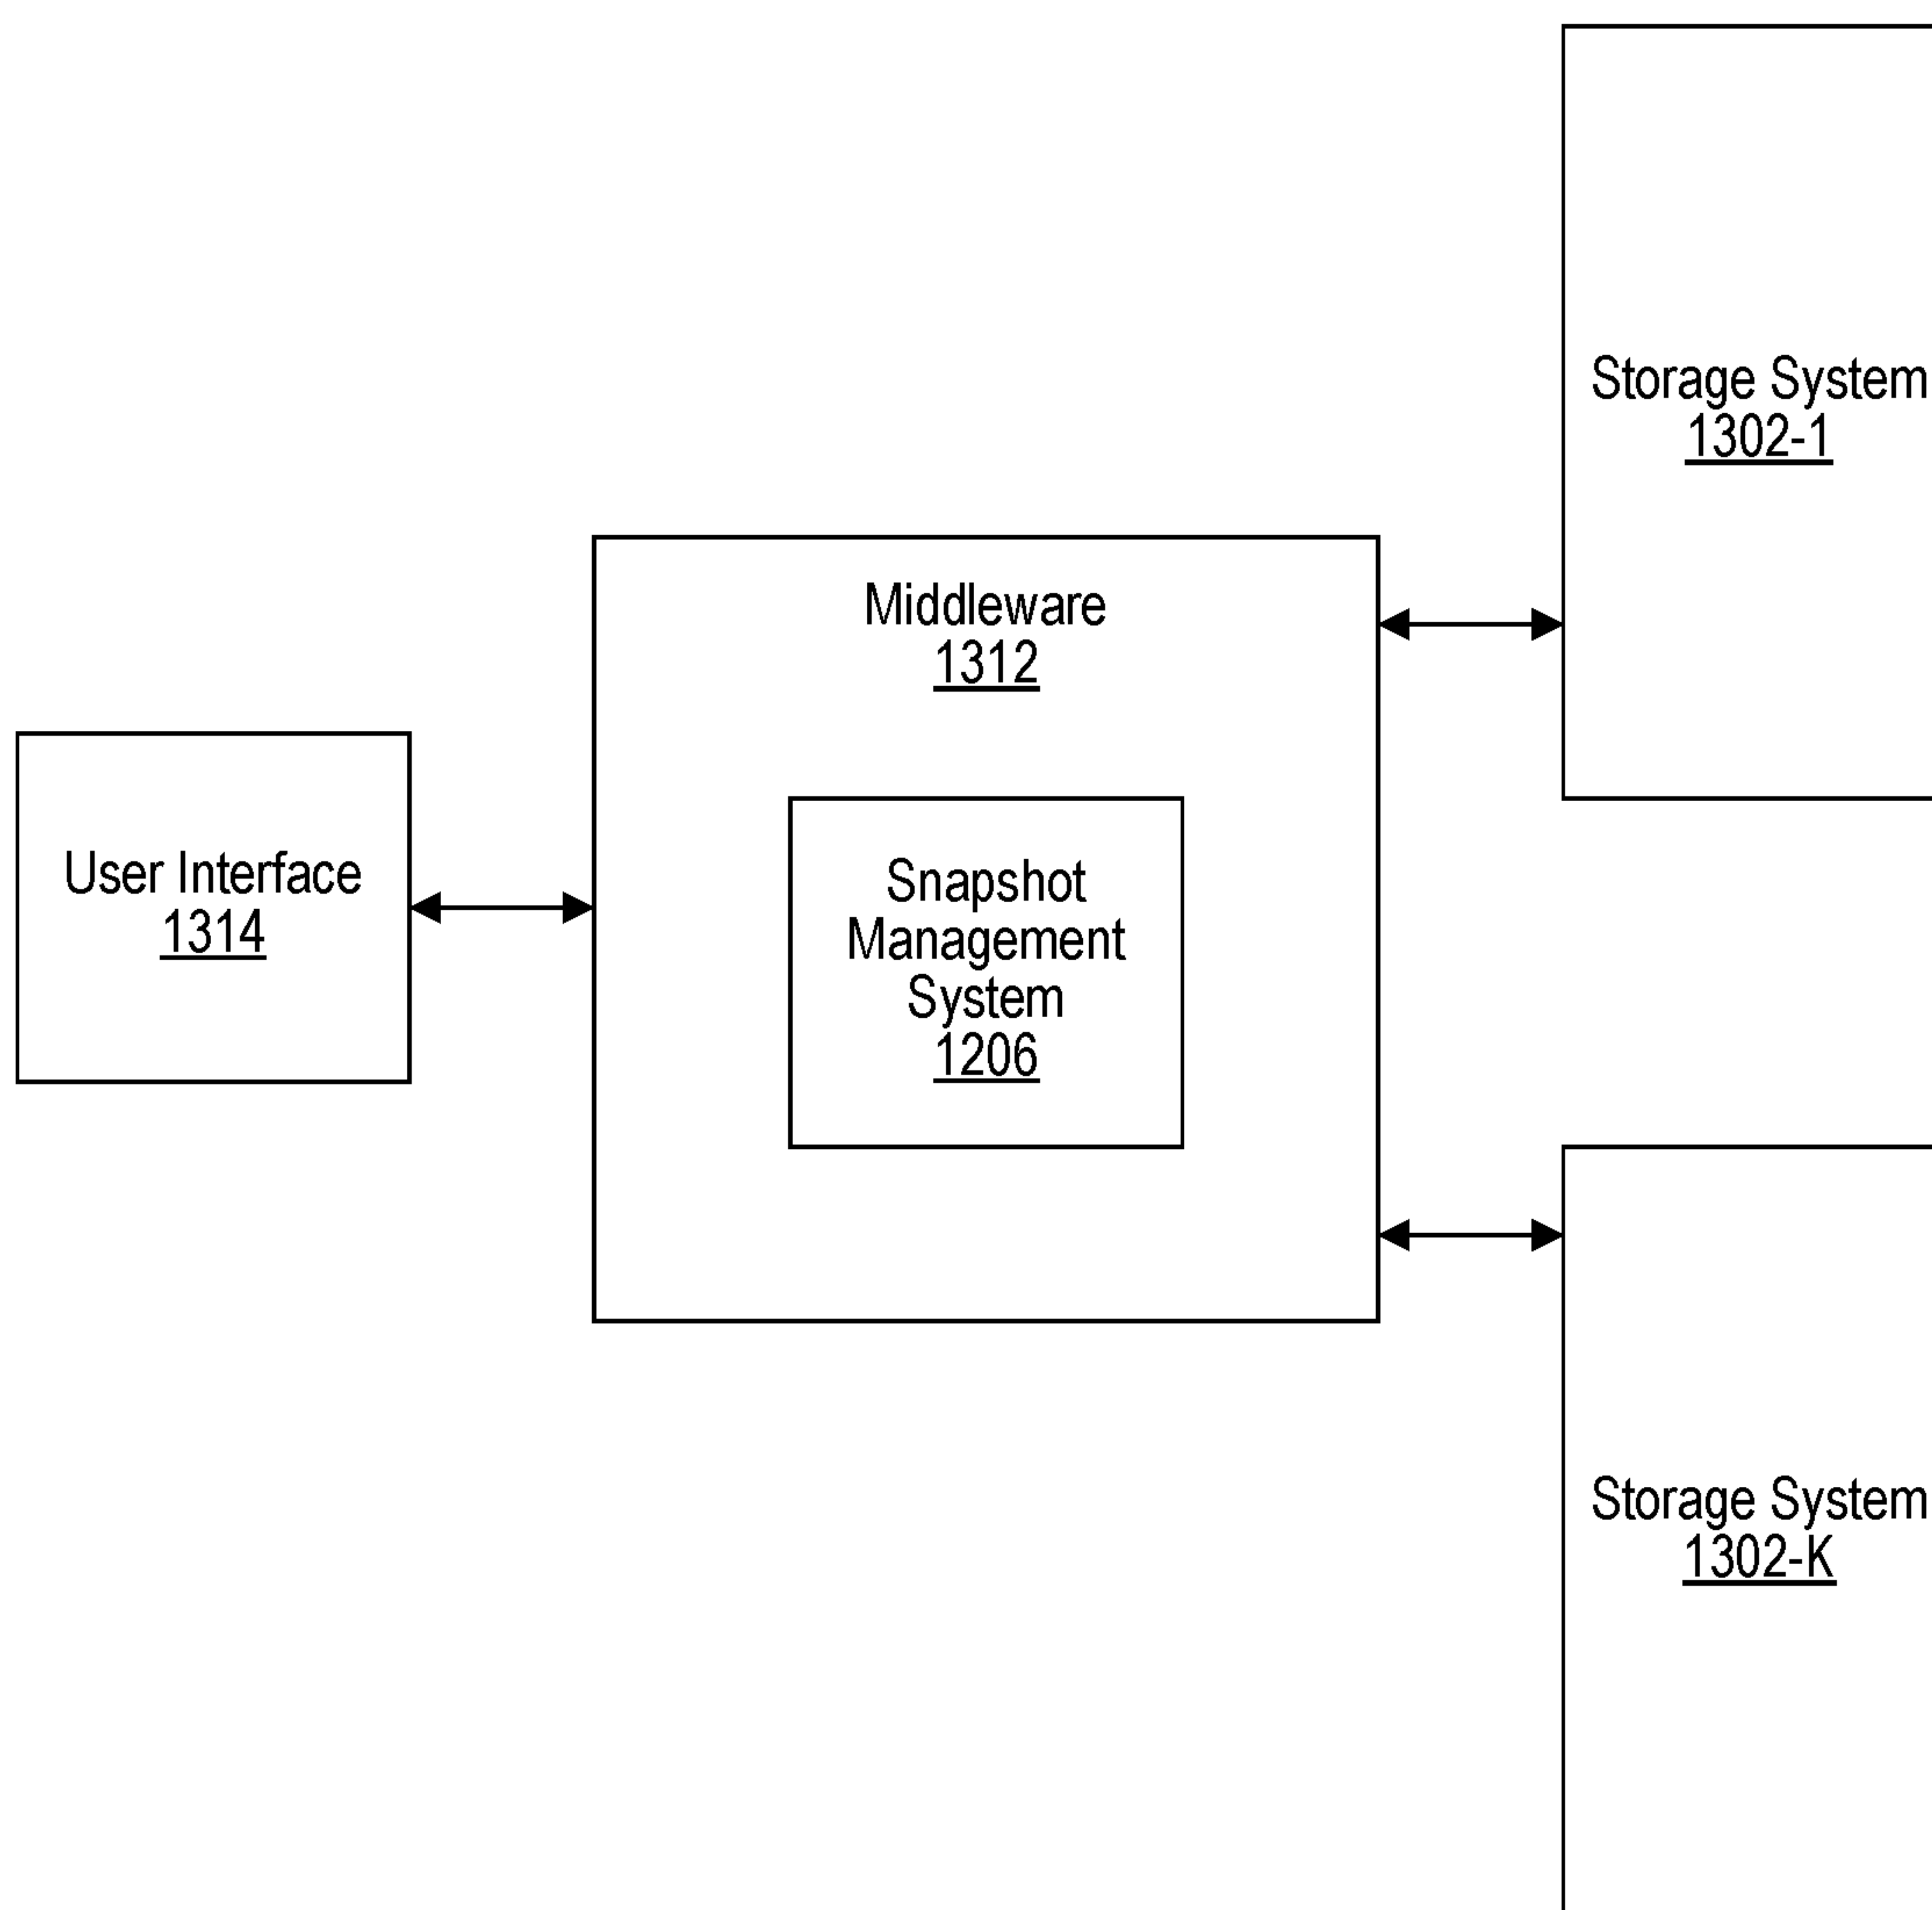 User Interface
1314
Middleware
1312
Snapshot
Management
System
1206
Storage System
1302-1
Storage System
1302-K